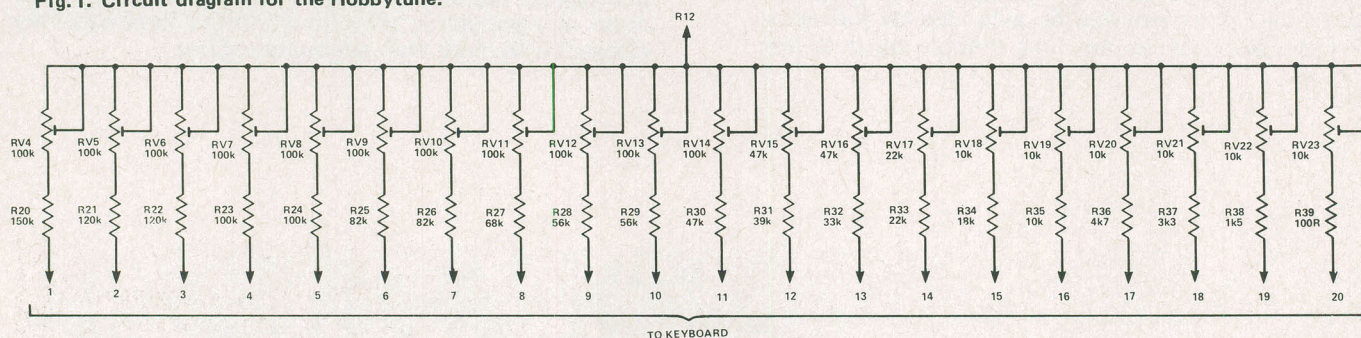 Fig. 1. Circuit diagram for the Hobbytune.
R12
RV4 RV5 RV6 RV7 RV8 RV9 RV10 RV11 RV12 RV13 RV14 RV15 RV16 RV17 RV18 RV19 RV20 RV21 RV22 RV23
100k 100k 100k 100k 100k 100k 100k 100k 100k 100k 100k 47k 47k 22k 10k 10k 10k 10k 10k 10k
R20 R21 R22 R23 R24 R25 R26 R27 R28 R29 R30 R31 R32 R33 R34 R35 R36 R37 R38 R39
150k 120k 120k 100k 100k 82k 82k 68k 56k 56k 47k 39k 33k 22k 18k 10k 4k7 3k3 1k5 100R
1 2 3 4 5 6 7 8 9 10 11 12 13 14 15 16 17 18 19 20
TO KEYBOARD